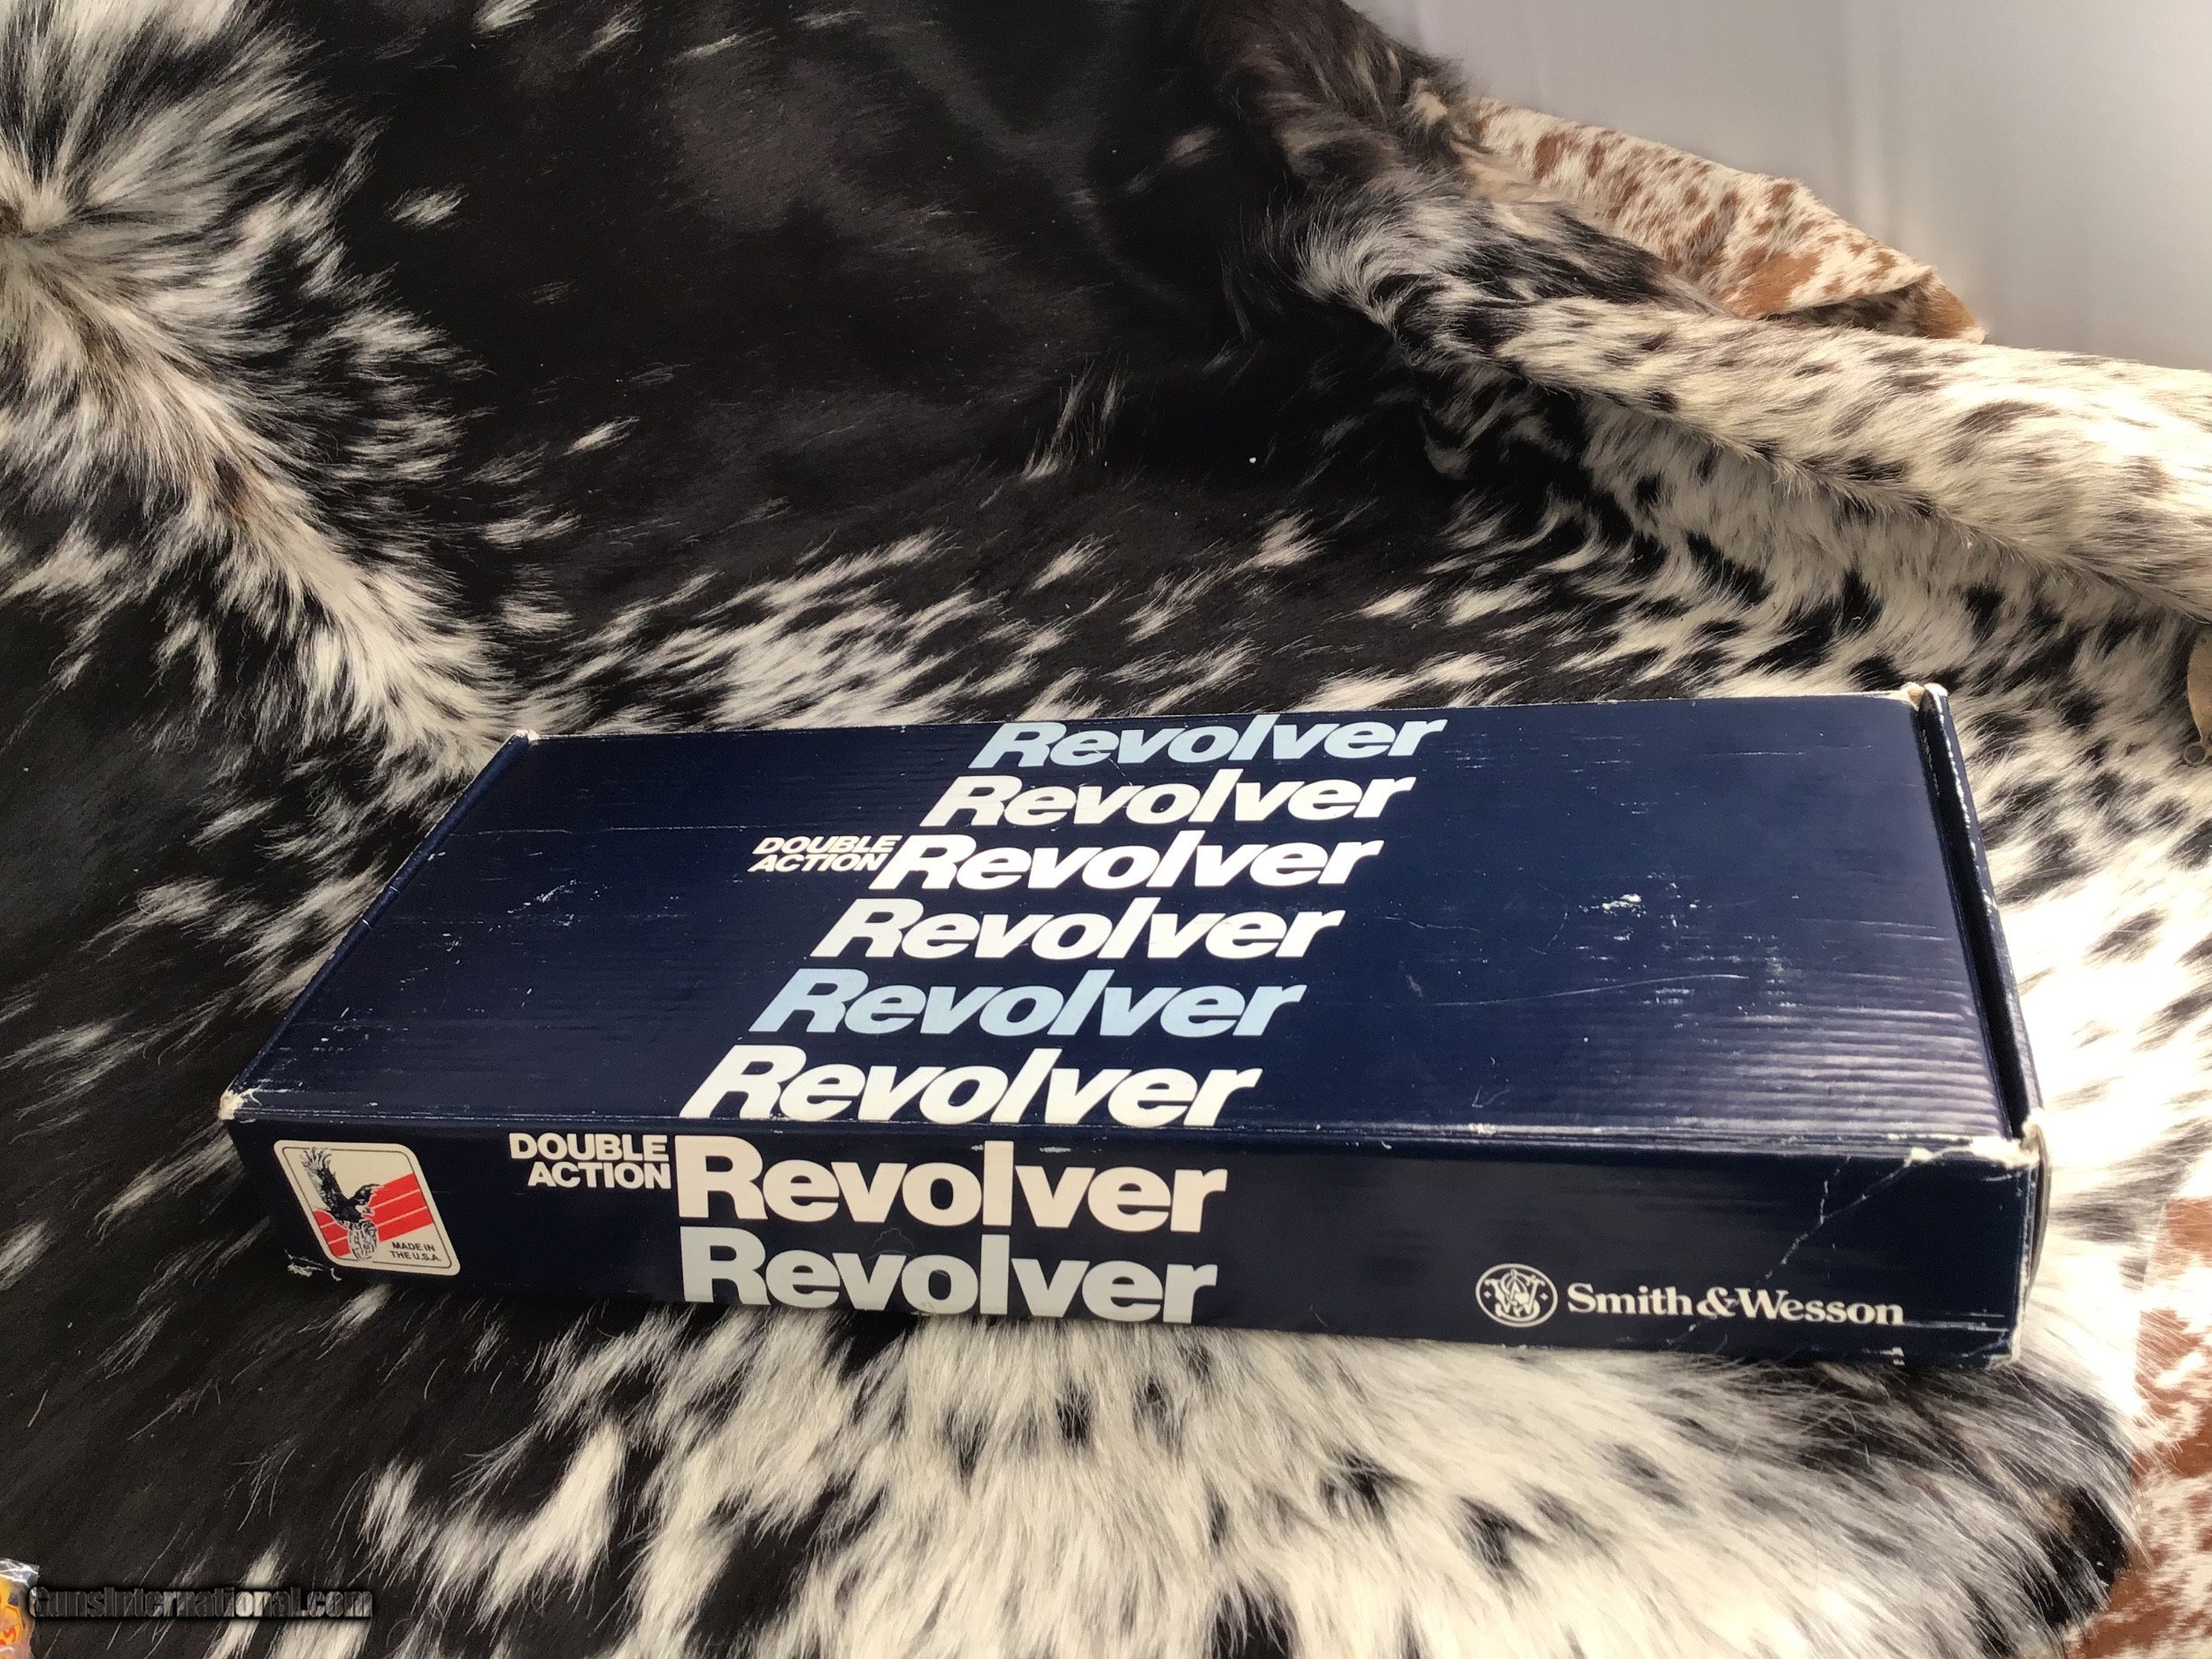 Revolver
Revolver
DOUBLE
ACTION Revolver
Revolver
Revolver
Revolver
DOUBLE
ACTION Revolver
Revolver
MADE IN
THE U.S.A.
Smith & Wesson
GunsInternational.com